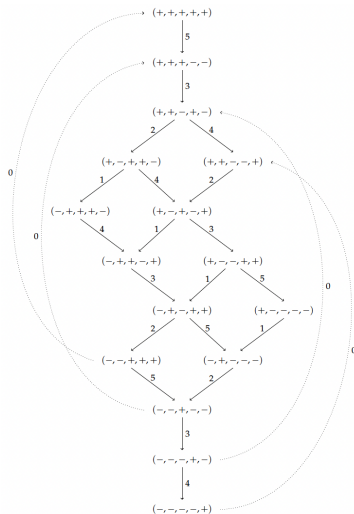 (+, +, +, +, +)
5
(+, +, +, −, −)
3
(+, +, −, +, −)
2 4
(+, −, +, +, −) (+, +, −, −, +)
0 1 4 2
(−, +, +, +, −) (+, −, +, −, +)
0 4 1 3
(−, +, +, −, +) (+, −, −, +, +)
3 1 5 0
(−, +, −, +, +) (+, −, −, −, −)
2 5 1
0
(−, −, +, +, +) (−, +, −, −, −)
5 2
(−, −, +, −, −)
3
(−, −, −, +, −)
4
(−, −, −, −, +)